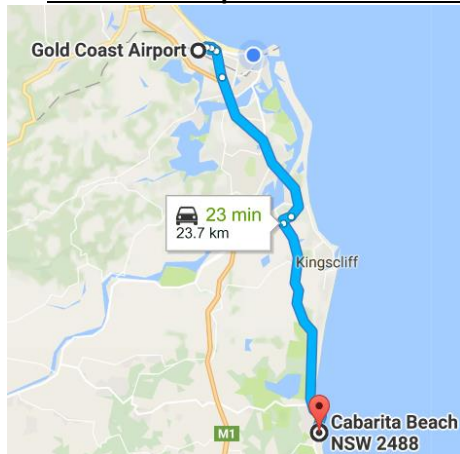 Gold Coast Airport
23 min
23.7 km
Kingscliff
M1
Cabarita Beach
NSW 2488